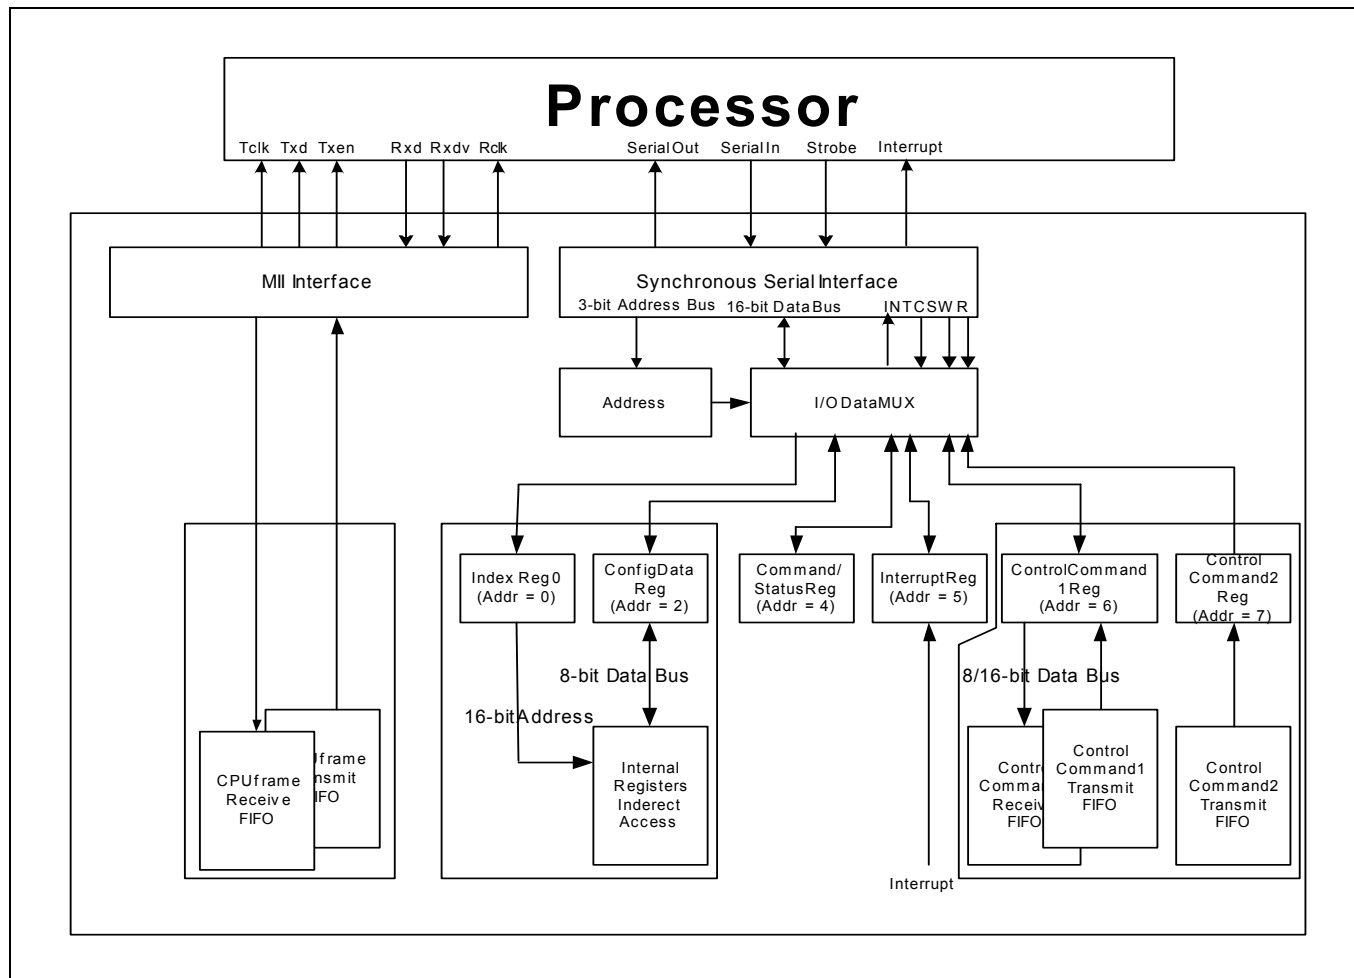 Processor
Tclk Txd Txen Rxd Rxdv Rclk SerialOut SerialIn Strobe Interrupt
MII Interface
Synchronous Serial Interface
3-bit Address Bus 16-bit DataBus INT CS W R
Address
I/O DataMUX
Index Reg0
(Addr = 0)
ConfigData
Reg
(Addr = 2)
Command/
StatusReg
(Addr = 4)
InterruptReg
(Addr = 5)
ControlCommand
1Reg
(Addr = 6)
Control
Command2
Reg
(Addr = 7)
8-bit Data Bus
8/16-bit Data Bus
16-bit Address
CPUframe
Receive
FIFO
Internal
Registers
Inderect
Access
Control
Command1
Transmit
FIFO
Control
Command2
Transmit
FIFO
Interrupt